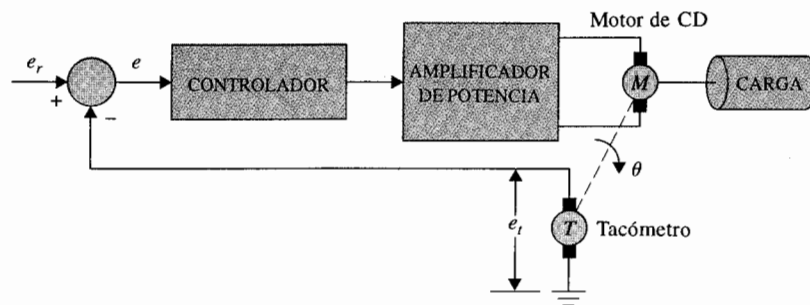 Motor de CD
e_r
e
+
−
CONTROLADOR
AMPLIFICADOR
DE POTENCIA
M
CARGA
θ
e_t
T
Tacómetro